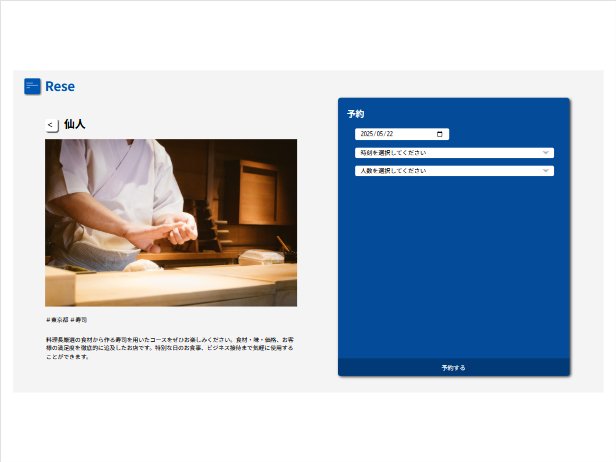 Rese
< 仙人
#東京都 #寿司
料理長厳選の食材から作る寿司を用いたコースをぜひお楽しみください。食材・味・価格、お客
様の満足度を徹底的に追及したお店です。特別な日のお食事、ビジネス接待まで気軽に使用する
ことができます。
予約
2025/05/22
時刻を選択してください
人数を選択してください
予約する